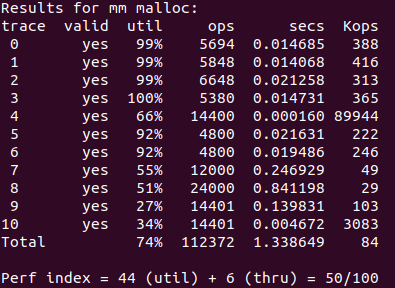 Results for mm malloc:
trace valid util ops secs Kops
0 yes 99% 5694 0.014685 388
1 yes 99% 5848 0.014068 416
2 yes 99% 6648 0.021258 313
3 yes 100% 5380 0.014731 365
4 yes 66% 14400 0.000160 89944
5 yes 92% 4800 0.021631 222
6 yes 92% 4800 0.019486 246
7 yes 55% 12000 0.246929 49
8 yes 51% 24000 0.841198 29
9 yes 27% 14401 0.139831 103
10 yes 34% 14401 0.004672 3083
Total 74% 112372 1.338649 84
Perf index = 44 (util) + 6 (thru) = 50/100